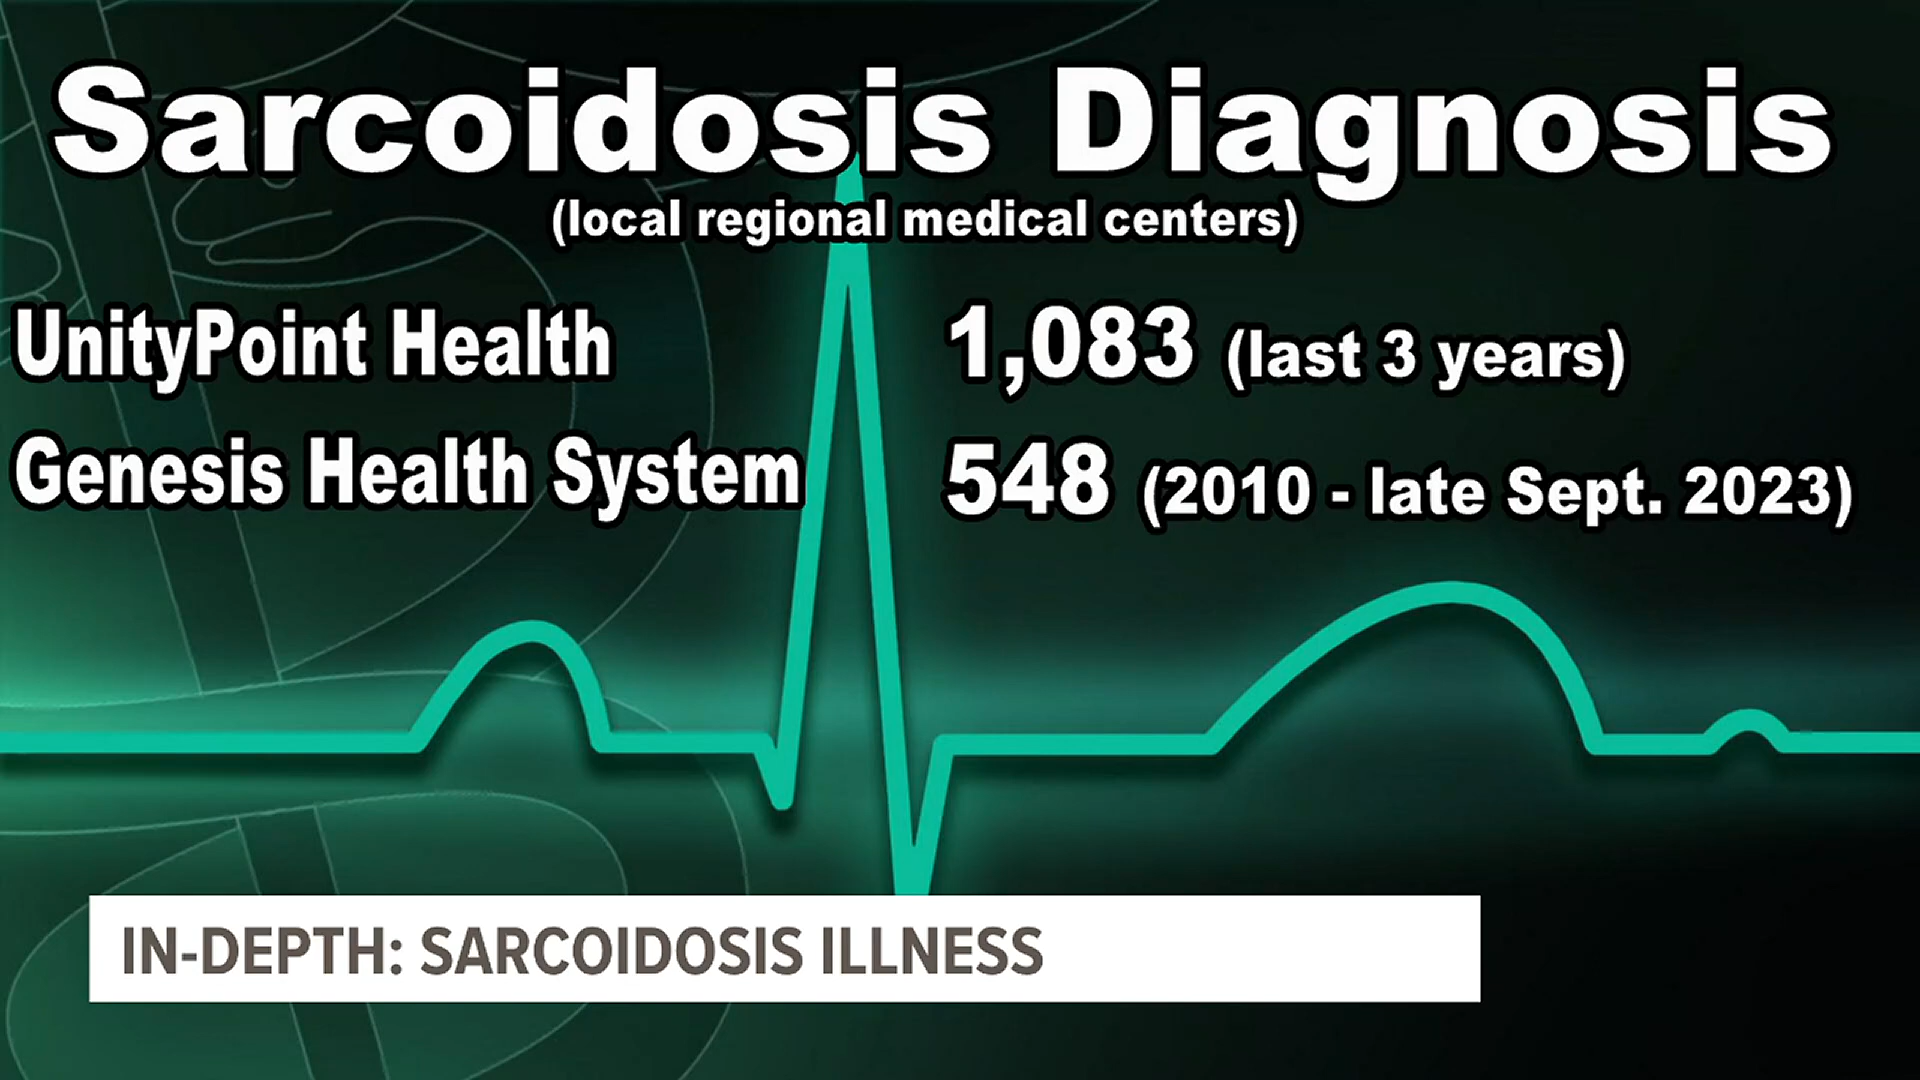 Sarcoidosis Diagnosis
(local regional medical centers)
UnityPoint Health 1,083 (last 3 years)
Genesis Health System 548 (2010 - late Sept. 2023)
IN-DEPTH: SARCOIDOSIS ILLNESS